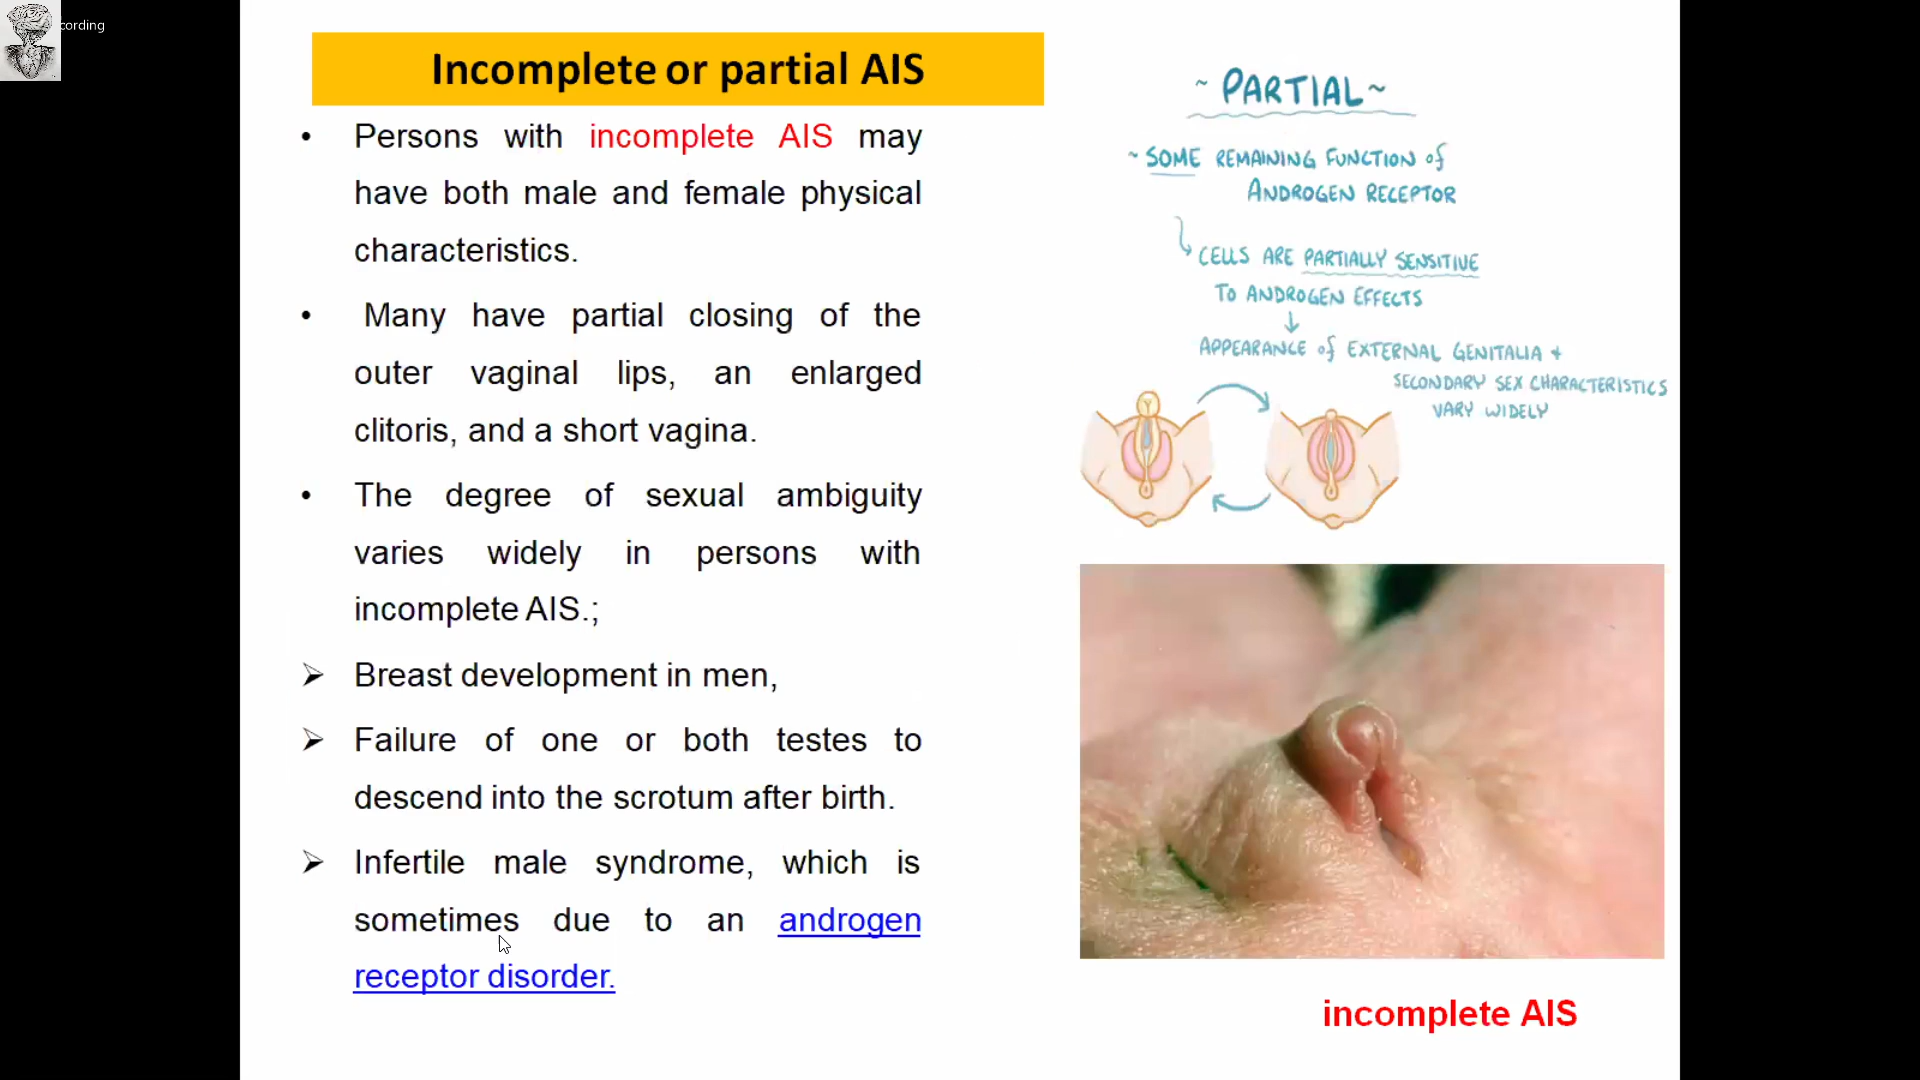 cording
Incomplete or partial AIS
• Persons with incomplete AIS may
have both male and female physical
characteristics.
• Many have partial closing of the
outer vaginal lips, an enlarged
clitoris, and a short vagina.
• The degree of sexual ambiguity
varies widely in persons with
incomplete AIS.;
➢ Breast development in men,
➢ Failure of one or both testes to
descend into the scrotum after birth.
➢ Infertile male syndrome, which is
sometimes due to an androgen
receptor disorder.
~ PARTIAL ~
~ SOME REMAINING FUNCTION of
ANDROGEN RECEPTOR
CELLS ARE PARTIALLY SENSITIVE
TO ANDROGEN EFFECTS
APPEARANCE of EXTERNAL GENITALIA +
SECONDARY SEX CHARACTERISTICS
VARY WIDELY
incomplete AIS